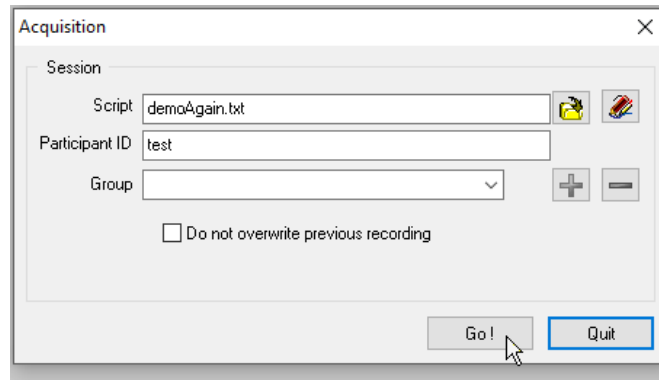 Acquisition
Session
Script demoAgain.txt
Participant ID test
Group
Do not overwrite previous recording
Go ! Quit